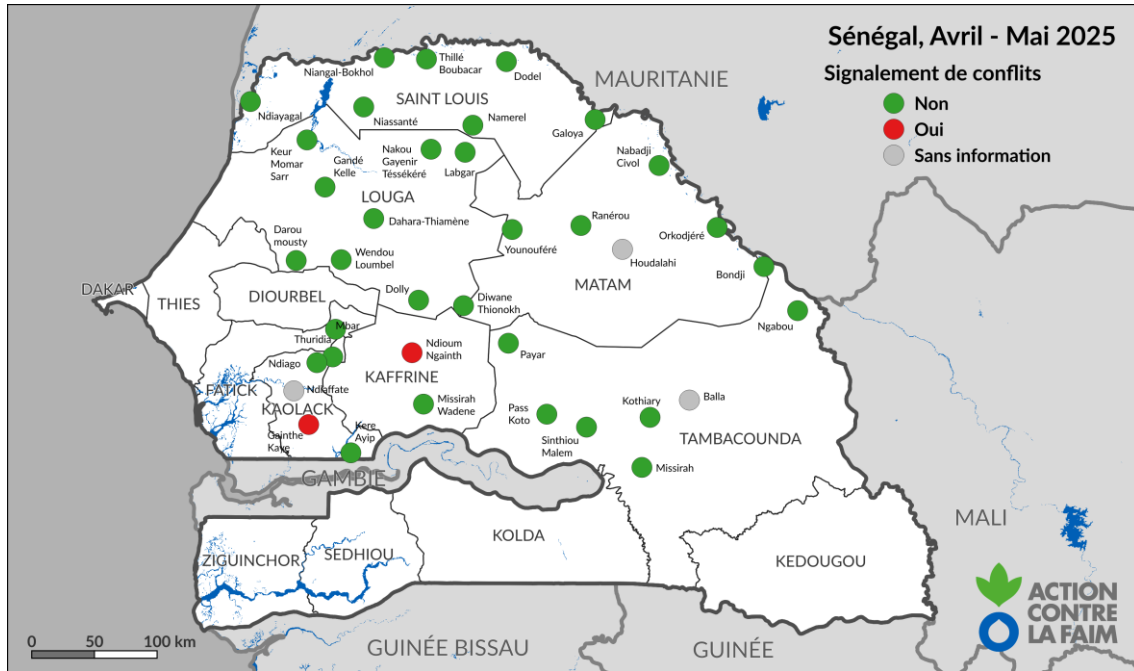 Sénégal, Avril - Mai 2025
Signalement de conflits
Non
Oui
Sans information
MAURITANIE
Niangal-Bokhol
Thillé
Boubacar
Dodel
SAINT LOUIS
Ndiayagal
Niassanté
Namerel
Galoya
Keur
Momar
Sarr
Gandé
Kelle
Nakou
Gayenir
Téssékéré
Labgar
Nabadji
Civol
LOUGA
Dahara-Thiamène
Ranérou
Younouféré
Houdalahi
Orkodjéré
Darou
mousty
Wendou
Loumbel
Bondji
MATAM
DAKAR
THIES
DIOURBEL
Dolly
Diwane
Thionokh
Ngabou
Mbar
Thuridia
Ndiago
Ndioum
Ngainth
Payar
KAFFRINE
FATICK
Ndiaffate
KAOLACK
Missirah
Wadene
Pass
Koto
Kothiary
Balla
Gainthe
Kaye
Kere
Ayip
Sinthiou
Malem
TAMBACOUNDA
Missirah
GAMBIE
MALI
KOLDA
ZIGUINCHOR
SEDHIOU
KEDOUGOU
GUINÉE BISSAU
GUINÉE
0 50 100 km
ACTION
CONTRE
LA FAIM